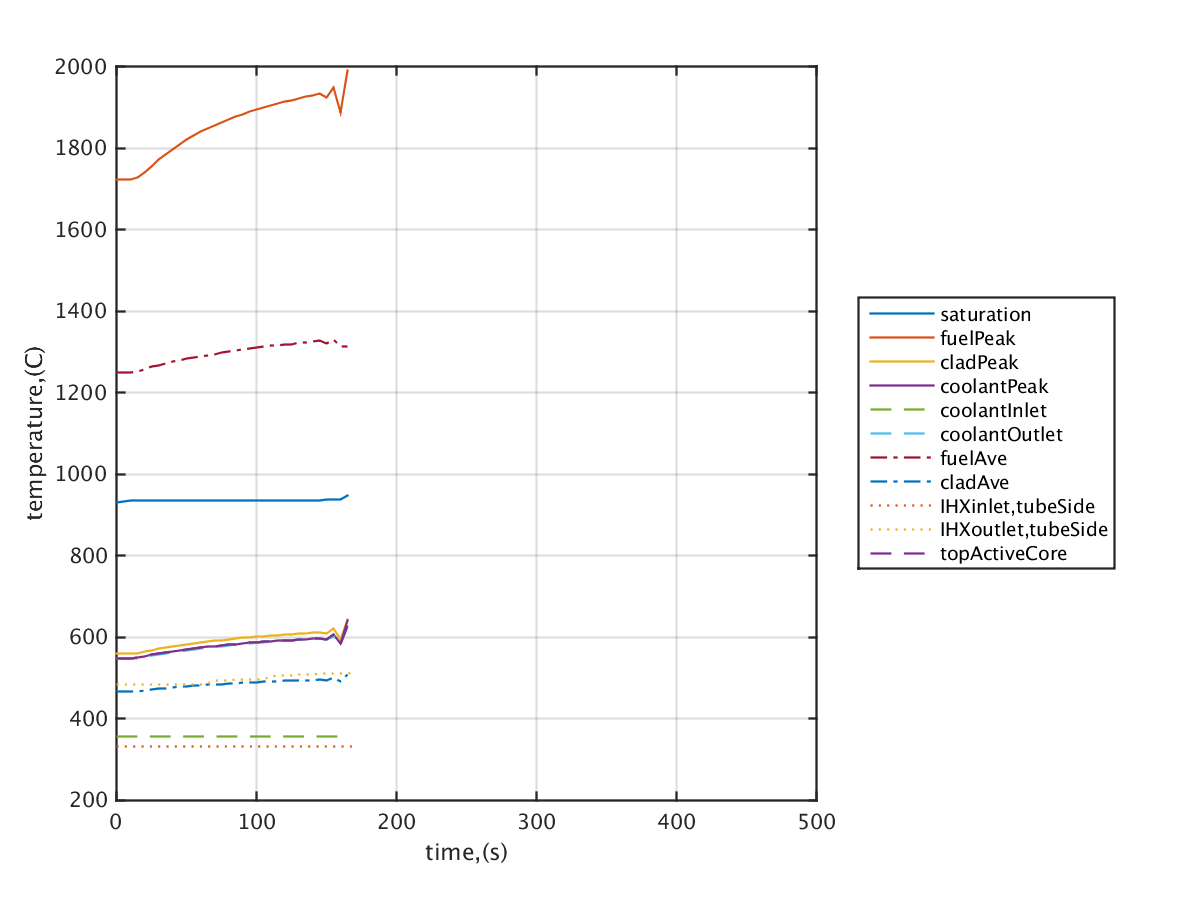 2000
1800
1600
1400
1200
1000
800
600
400
200
0
100
200
300
400
500
temperature,(C)
time,(s)
saturation
fuelPeak
cladPeak
coolantPeak
coolantInlet
coolantOutlet
fuelAve
cladAve
IHXinlet,tubeSide
IHXoutlet,tubeSide
topActiveCore